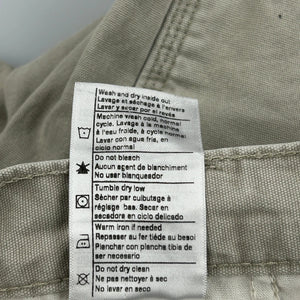 Wash and dry inside out
Lavage et séchage à l'envers
Lavar y secar por el revés
Machine wash cold, normal
cycle. Lavage à la machine
à l'eau fraîche, à cycle normal
Lavar con agua fria, en
ciclo normal
Do not bleach
Aucun agent de blanchiment
No usar blanqueador
Tumble dry low
Sécher par culbutage à
réglage bas. Secar en
secadora en ciclo delicado
Warm iron if needed
Repasser au fer tiède au besoin
Planchar con plancha tibia de
ser necesario
Do not dry clean
Ne pas nettoyer à sec
No lavar en seco